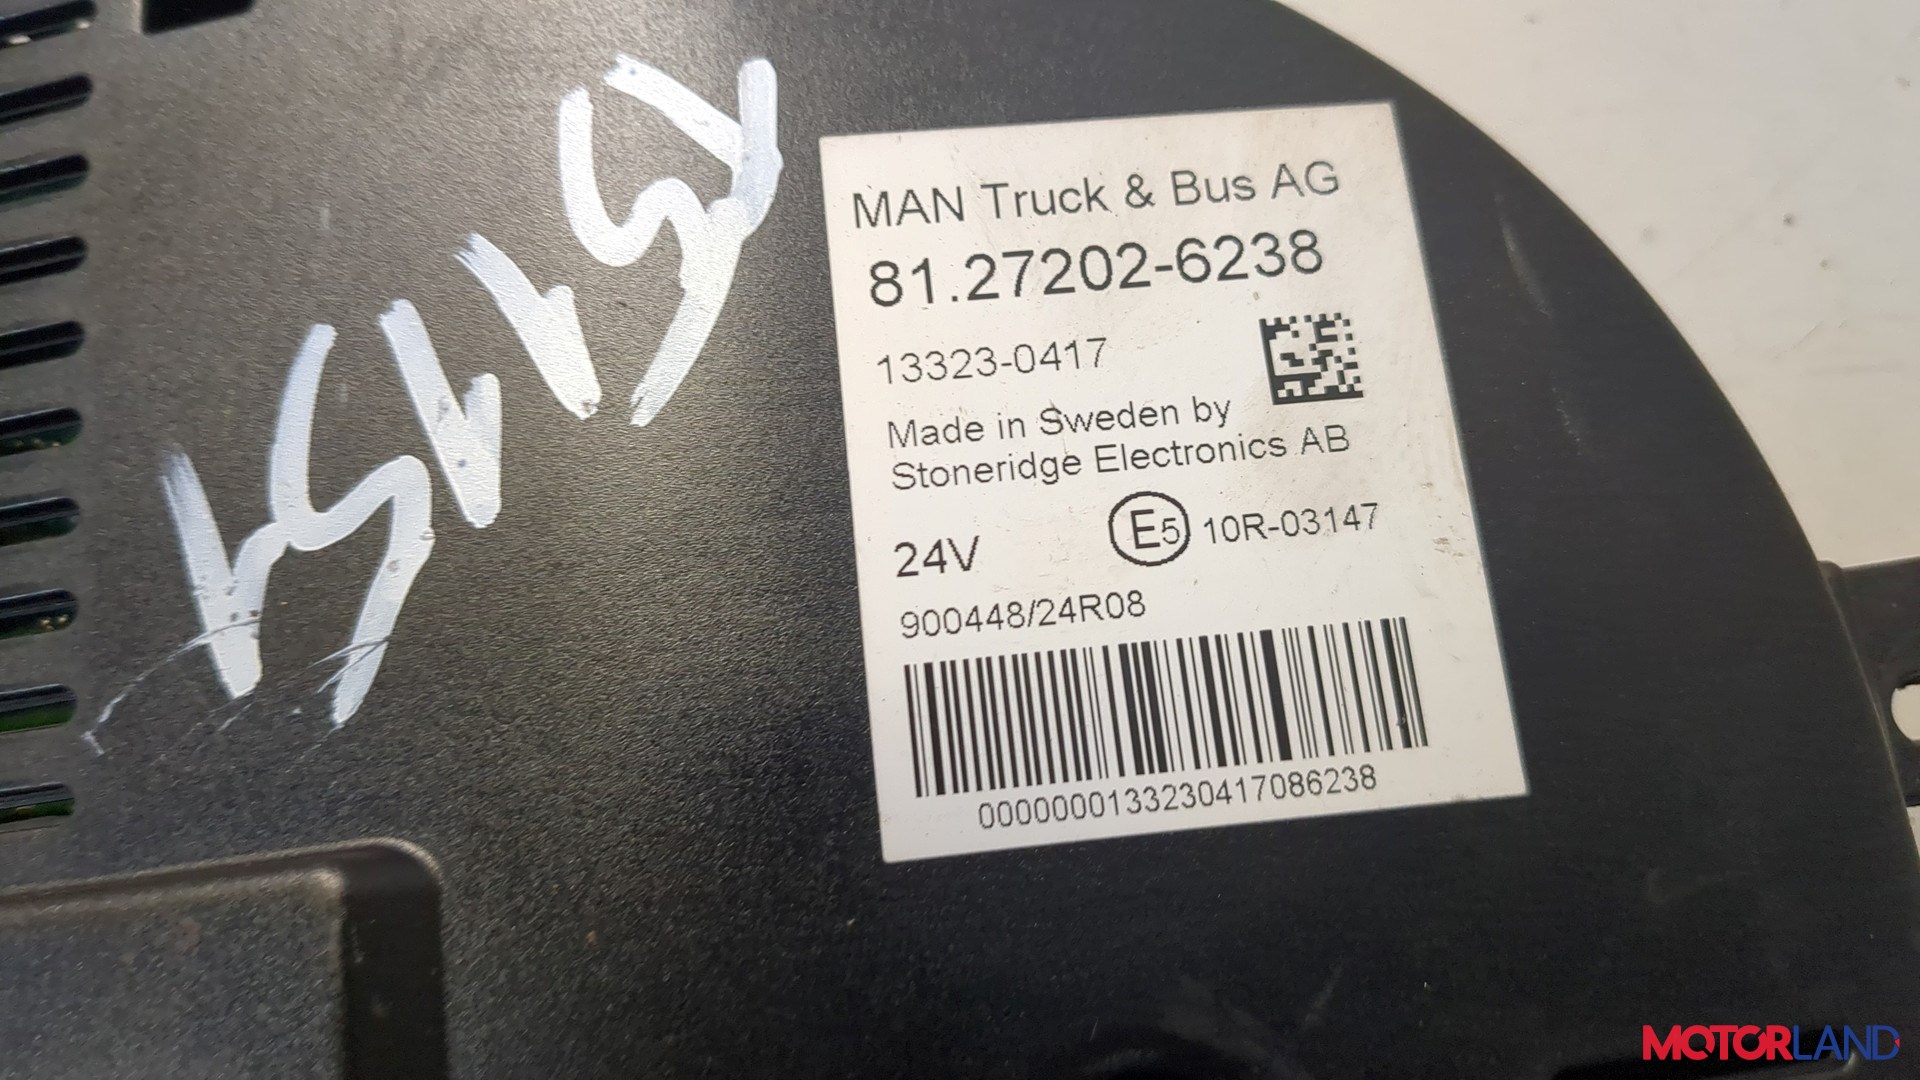 MAN Truck & Bus AG
81.27202-6238
13323-0417
Made in Sweden by
Stoneridge Electronics AB
24V
E5 10R-03147
900448/24R08
0000000133230417086238
MOTORLAND